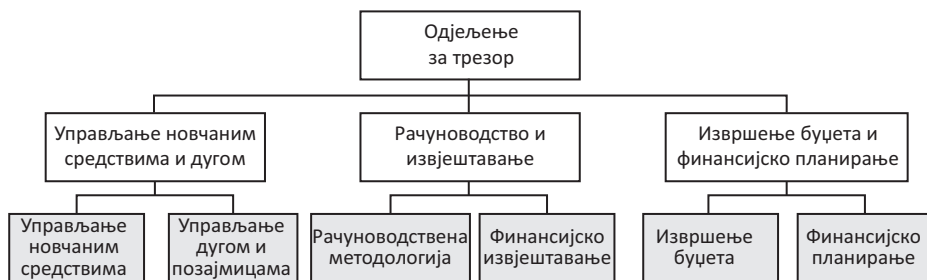 Одјељење
за трезор
Управљање новчаним
средствима и дугом
Рачуноводство и
извјештавање
Извршење буџета и
финансијско планирање
Управљање
новчаним
средствима
Управљање
дугом и
позајмицама
Рачуноводствена
методологија
Финансијско
извјештавање
Извршење
буџета
Финансијско
планирање